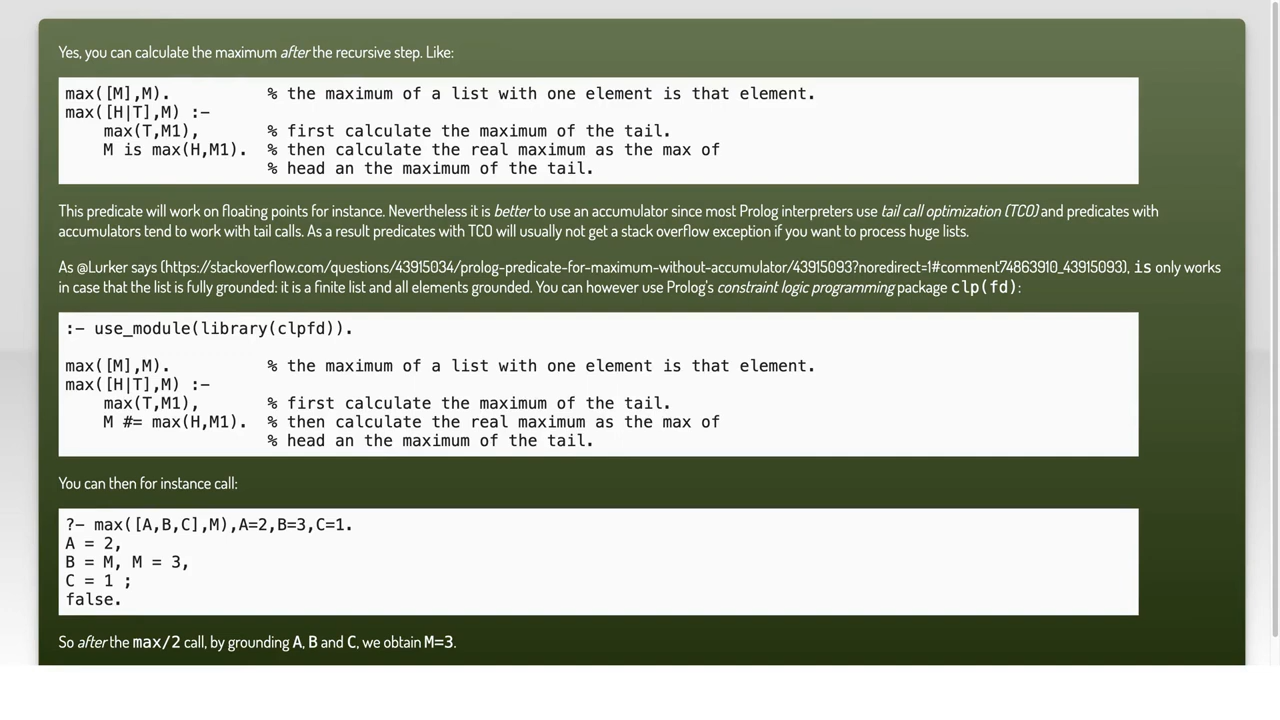 Yes, you can calculate the maximum after the recursive step. Like:
max([M],M).          % the maximum of a list with one element is that element.
max([H|T],M) :-
    max(T,M1),       % first calculate the maximum of the tail.
    M is max(H,M1).  % then calculate the real maximum as the max of
                     % head an the maximum of the tail.
This predicate will work on floating points for instance. Nevertheless it is better to use an accumulator since most Prolog interpreters use tail call optimization (TCO) and predicates with
accumulators tend to work with tail calls. As a result predicates with TCO will usually not get a stack overflow exception if you want to process huge lists.
As @Lurker says (https://stackoverflow.com/questions/43915034/prolog-predicate-for-maximum-without-accumulator/43915093?noredirect=1#comment74863910_43915093), is only works
in case that the list is fully grounded: it is a finite list and all elements grounded. You can however use Prolog's constraint logic programming package clp(fd):
:- use_module(library(clpfd)).
max([M],M).          % the maximum of a list with one element is that element.
max([H|T],M) :-
    max(T,M1),       % first calculate the maximum of the tail.
    M #= max(H,M1).  % then calculate the real maximum as the max of
                     % head an the maximum of the tail.
You can then for instance call:
?- max([A,B,C],M),A=2,B=3,C=1.
A = 2,
B = M, M = 3,
C = 1 ;
false.
So after the max/2 call, by grounding A, B and C, we obtain M=3.